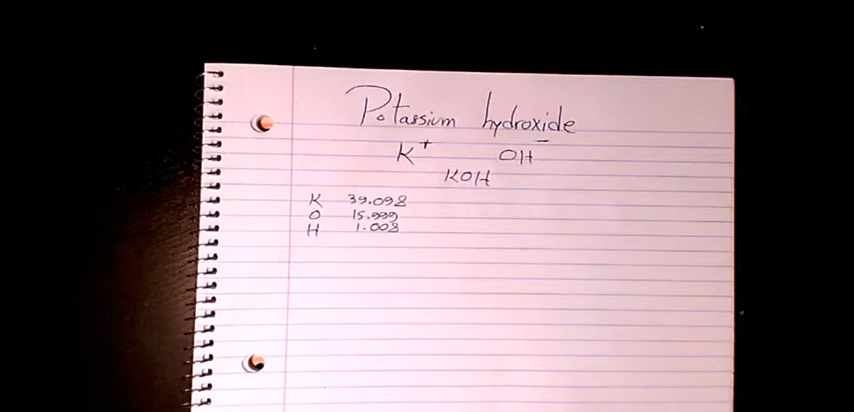 Potassium hydroxide
K⁺ OH⁻
KOH
K 39.098
O 15.999
H 1.008